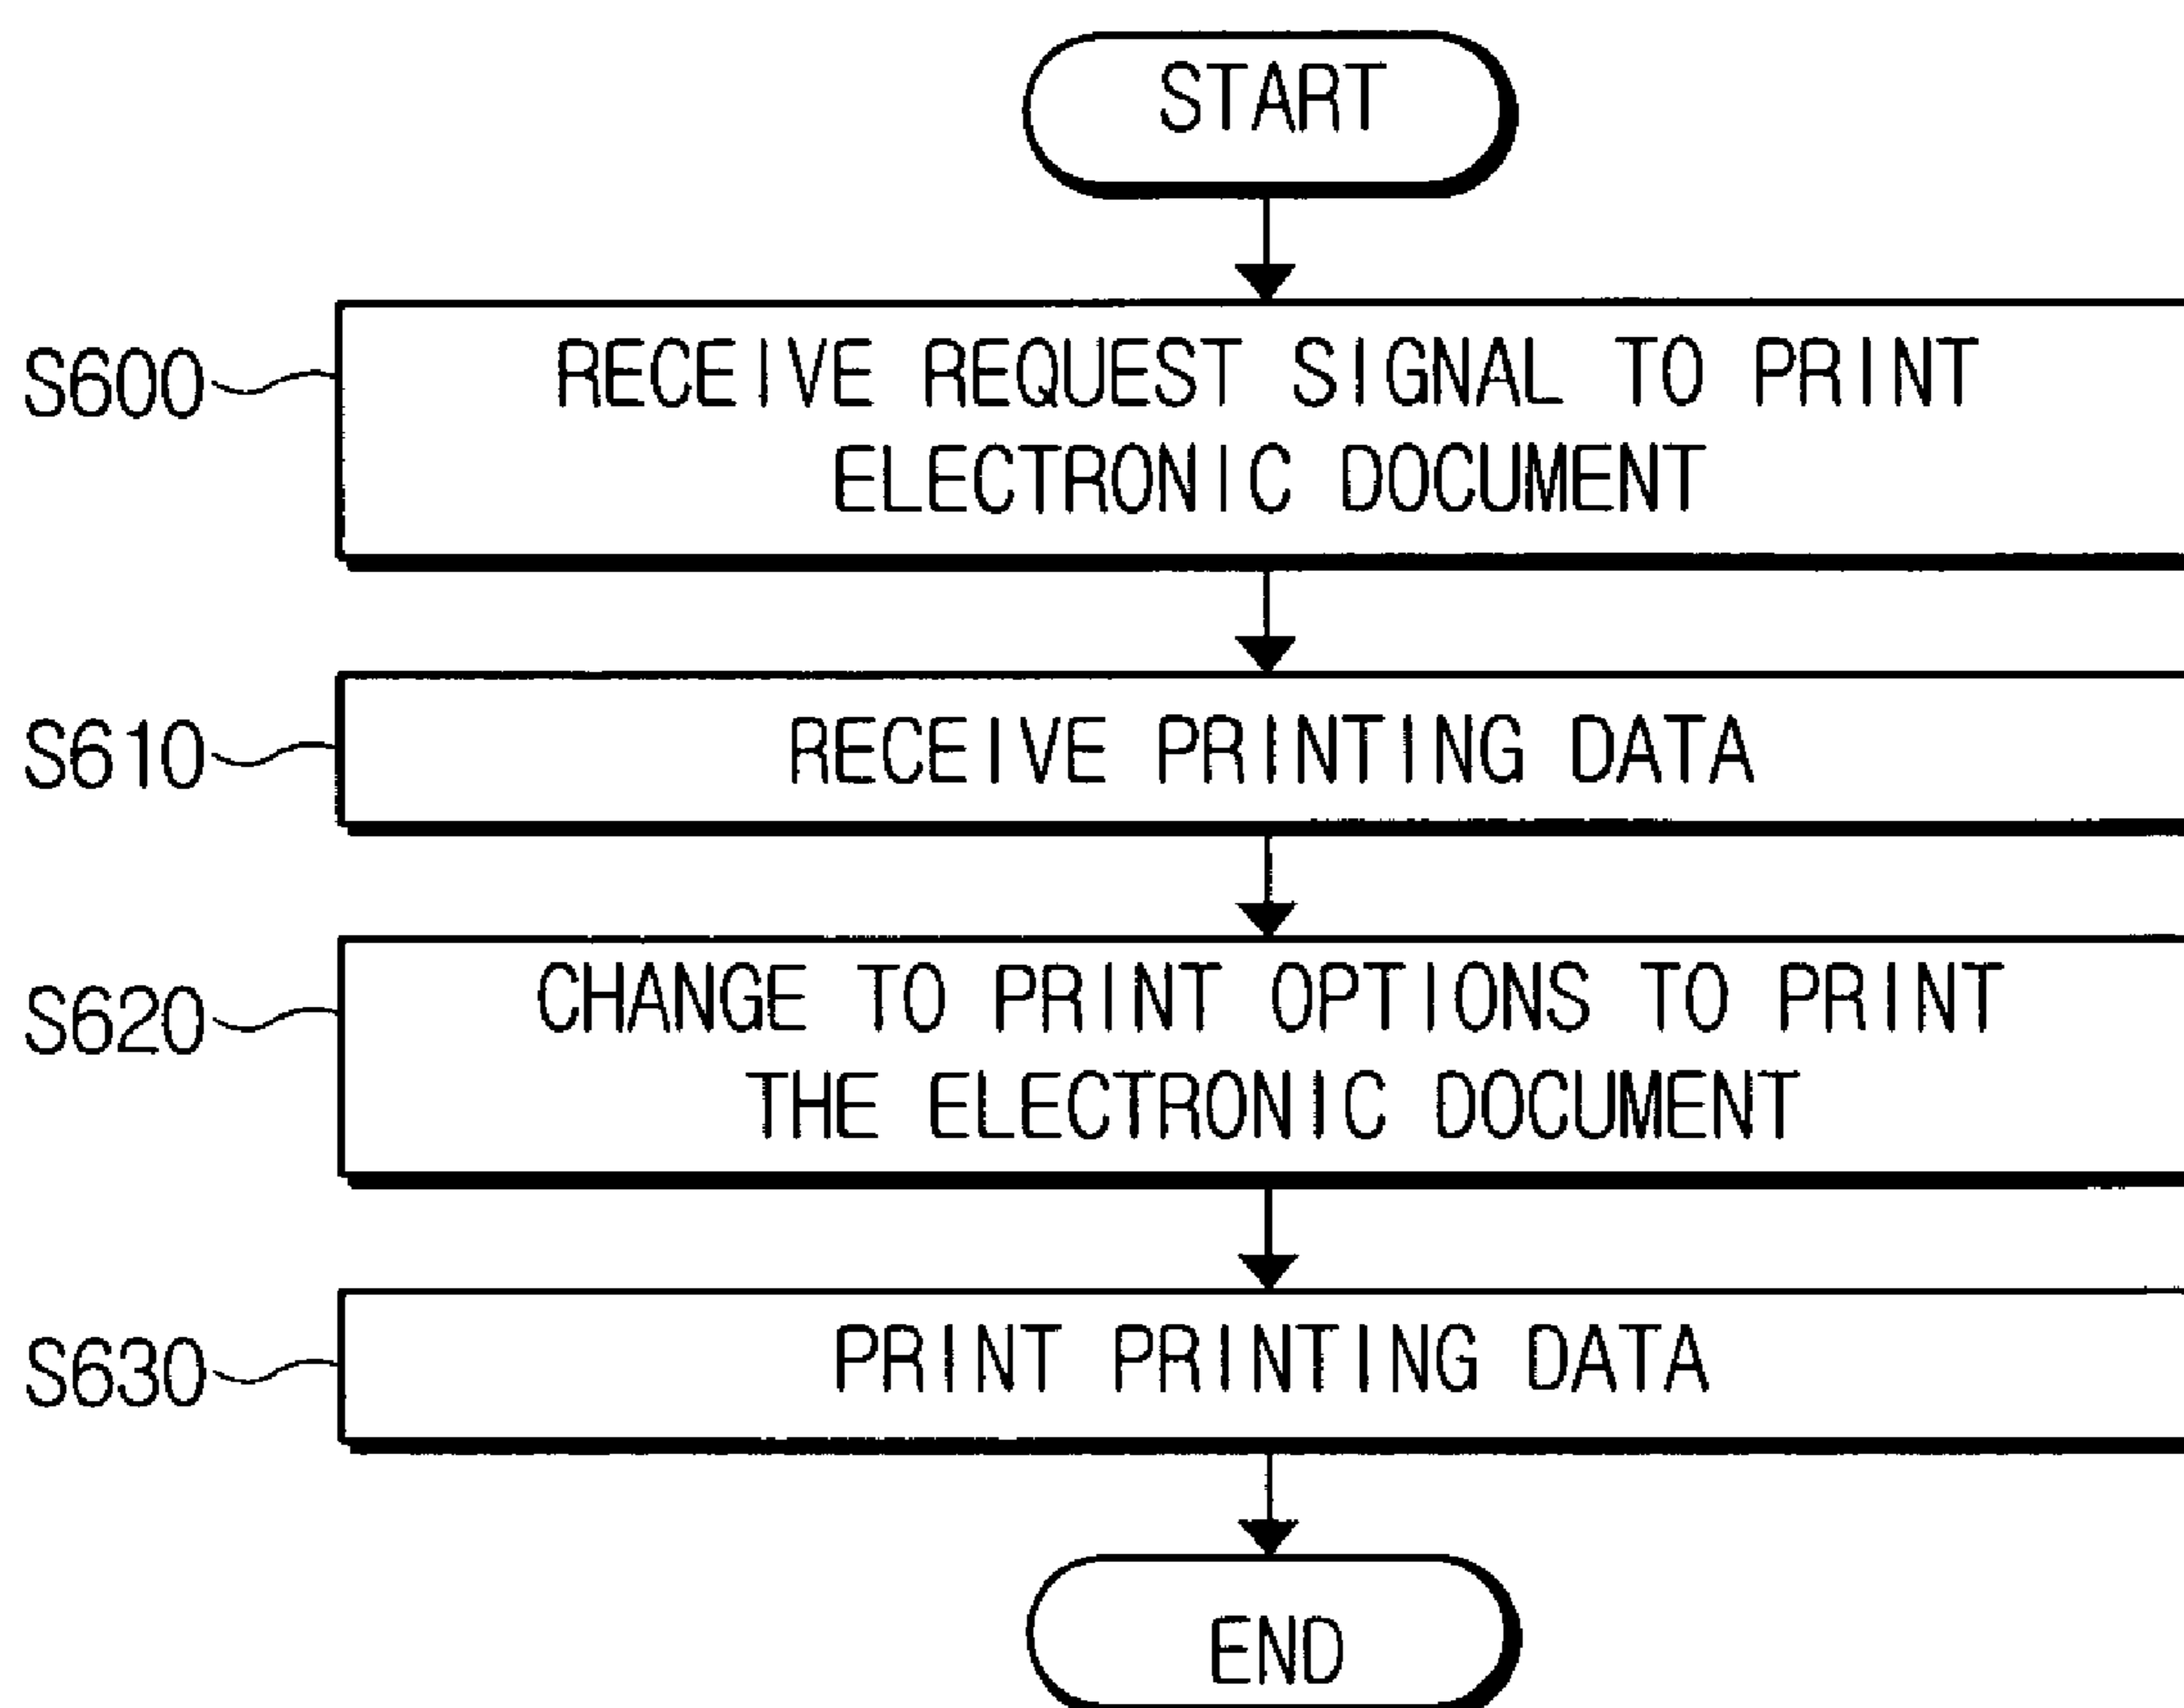 START
S600
RECEIVE REQUEST SIGNAL TO PRINT
ELECTRONIC DOCUMENT
S610
RECEIVE PRINTING DATA
S620
CHANGE TO PRINT OPTIONS TO PRINT
THE ELECTRONIC DOCUMENT
S630
PRINT PRINTING DATA
END